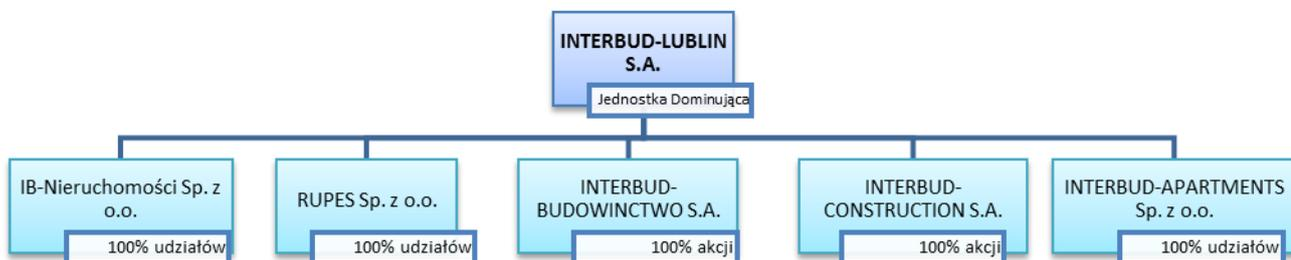 INTERBUD-LUBLIN
S.A.
Jednostka Dominująca
IB-Nieruchomości Sp. z
o.o.
100% udziałów
RUPES Sp. z o.o.
100% udziałów
INTERBUD-
BUDOWINCTWO S.A.
100% akcji
INTERBUD-
CONSTRUCTION S.A.
100% akcji
INTERBUD-APARTMENTS
Sp. z o.o.
100% udziałów